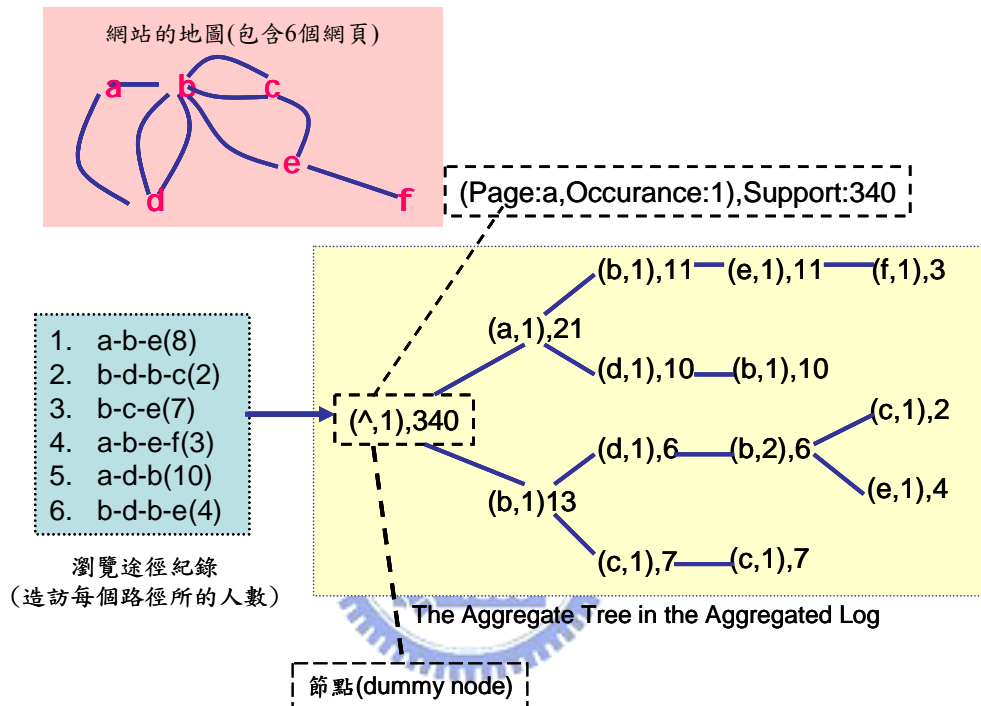 網站的地圖(包含6個網頁)
a
b
c
d
e
f
(Page:a,Occurance:1),Support:340
1. a-b-e(8)
2. b-d-b-c(2)
3. b-c-e(7)
4. a-b-e-f(3)
5. a-d-b(10)
6. b-d-b-e(4)
瀏覽途徑紀錄
(造訪每個路徑所的人數)
(^,1),340
(a,1),21
(b,1),11
(e,1),11
(f,1),3
(d,1),10
(b,1),10
(b,1)13
(d,1),6
(b,2),6
(c,1),2
(e,1),4
(c,1),7
(c,1),7
The Aggregate Tree in the Aggregated Log
節點(dummy node)